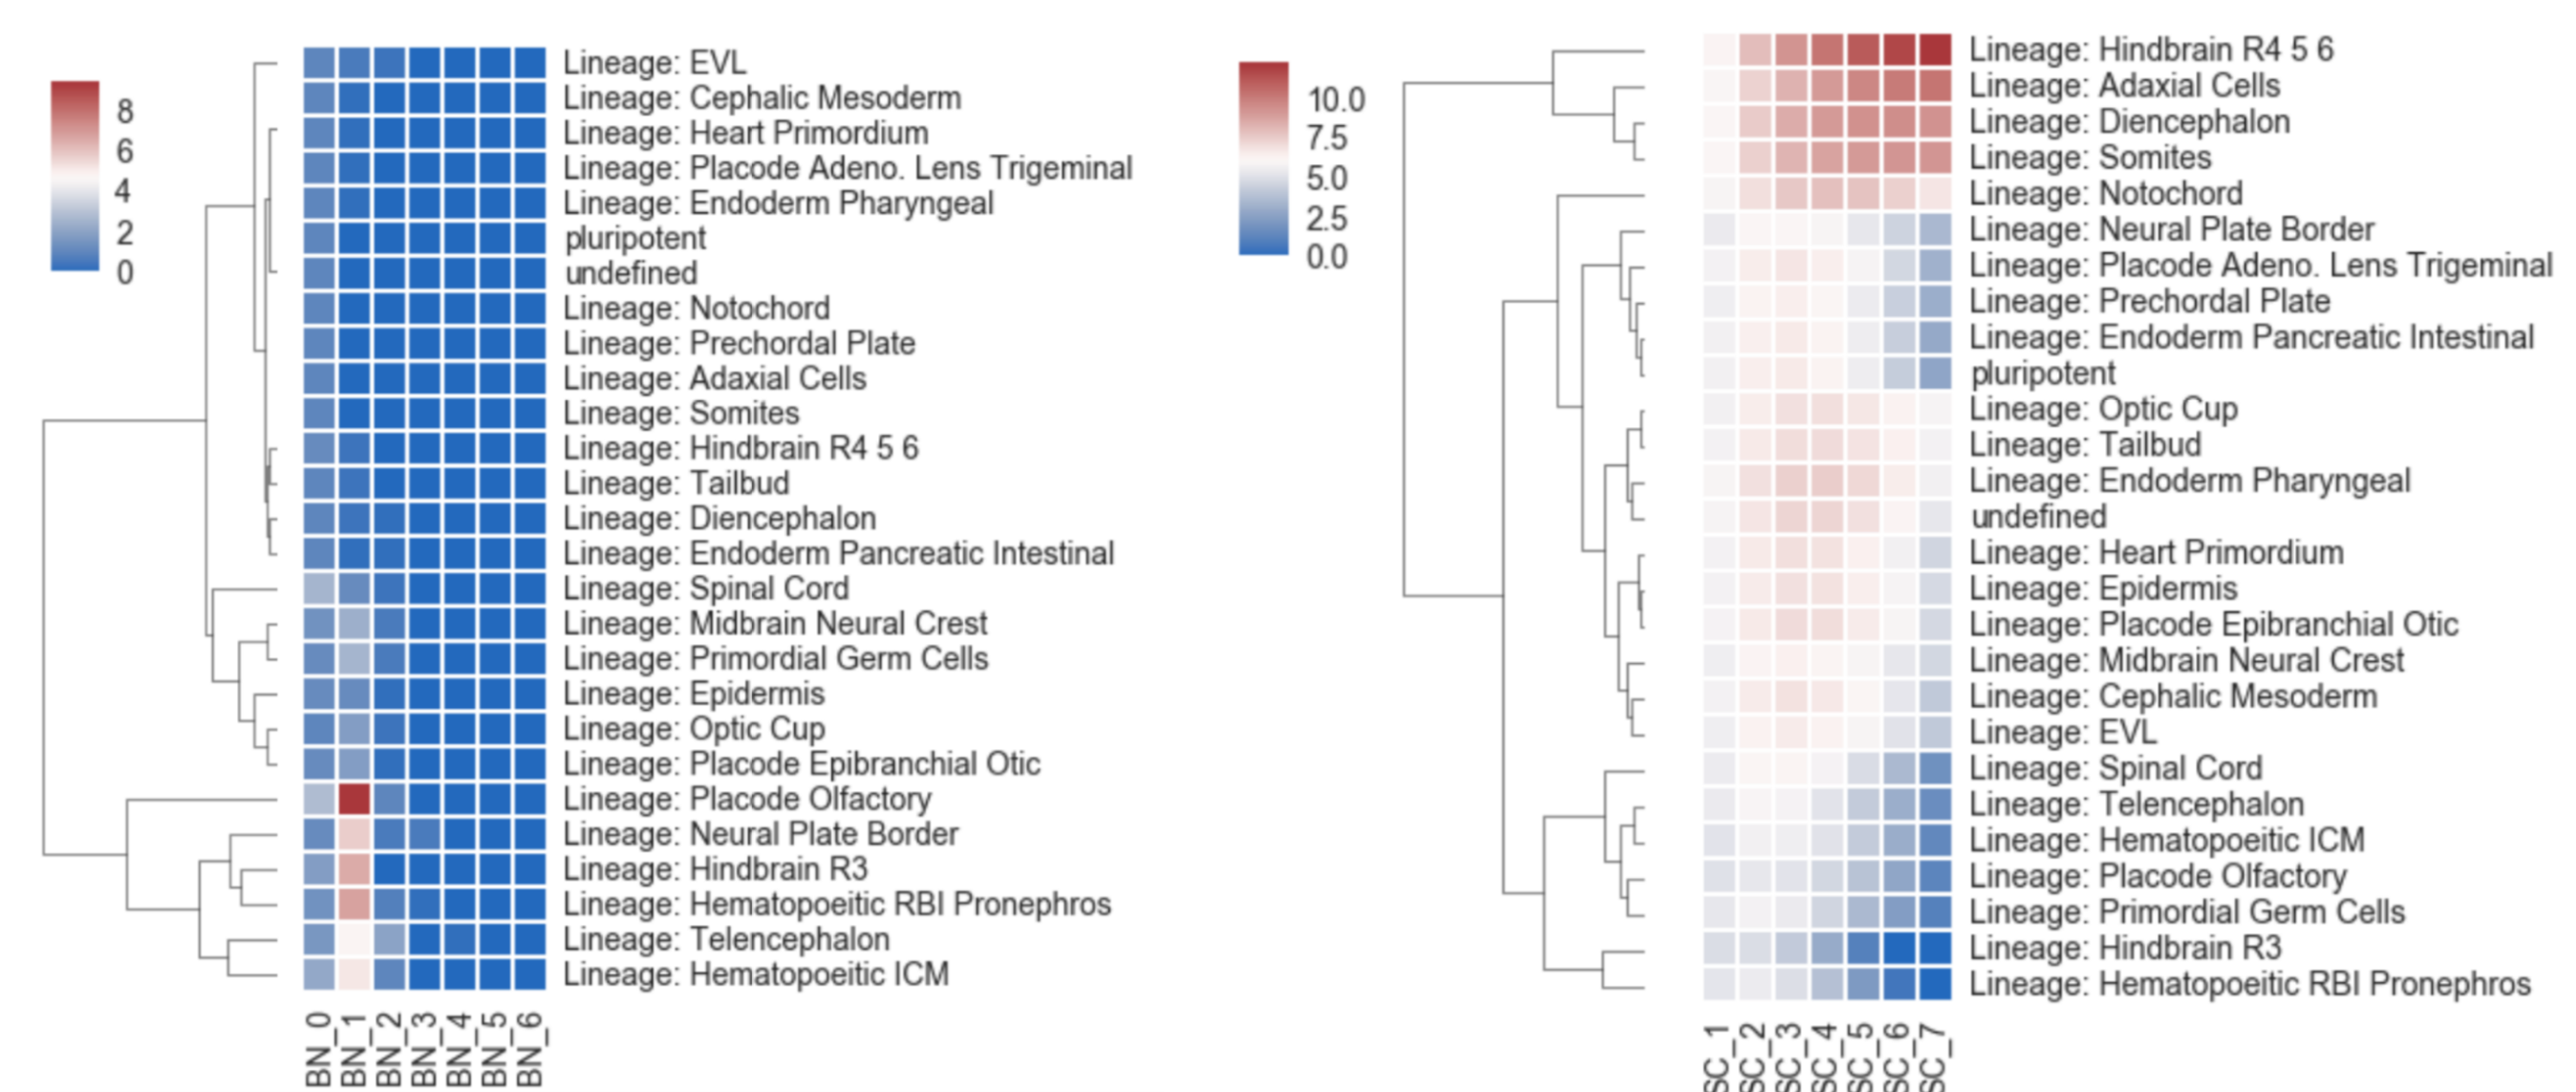 8
6
4
2
0
Lineage: EVL
Lineage: Cephalic Mesoderm
Lineage: Heart Primordium
Lineage: Placode Adeno. Lens Trigeminal
Lineage: Endoderm Pharyngeal
pluripotent
undefined
Lineage: Notochord
Lineage: Prechordal Plate
Lineage: Adaxial Cells
Lineage: Somites
Lineage: Hindbrain R4 5 6
Lineage: Tailbud
Lineage: Diencephalon
Lineage: Endoderm Pancreatic Intestinal
Lineage: Spinal Cord
Lineage: Midbrain Neural Crest
Lineage: Primordial Germ Cells
Lineage: Epidermis
Lineage: Optic Cup
Lineage: Placode Epibranchial Otic
Lineage: Placode Olfactory
Lineage: Neural Plate Border
Lineage: Hindbrain R3
Lineage: Hematopoeitic RBI Pronephros
Lineage: Telencephalon
Lineage: Hematopoeitic ICM
BN_0
BN_1
BN_2
BN_3
BN_4
BN_5
BN_6
10.0
7.5
5.0
2.5
0.0
Lineage: Hindbrain R4 5 6
Lineage: Adaxial Cells
Lineage: Diencephalon
Lineage: Somites
Lineage: Notochord
Lineage: Neural Plate Border
Lineage: Placode Adeno. Lens Trigeminal
Lineage: Prechordal Plate
Lineage: Endoderm Pancreatic Intestinal
pluripotent
Lineage: Optic Cup
Lineage: Tailbud
Lineage: Endoderm Pharyngeal
undefined
Lineage: Heart Primordium
Lineage: Epidermis
Lineage: Placode Epibranchial Otic
Lineage: Midbrain Neural Crest
Lineage: Cephalic Mesoderm
Lineage: EVL
Lineage: Spinal Cord
Lineage: Telencephalon
Lineage: Hematopoeitic ICM
Lineage: Placode Olfactory
Lineage: Primordial Germ Cells
Lineage: Hindbrain R3
Lineage: Hematopoeitic RBI Pronephros
SC_1
SC_2
SC_3
SC_4
SC_5
SC_6
SC_7